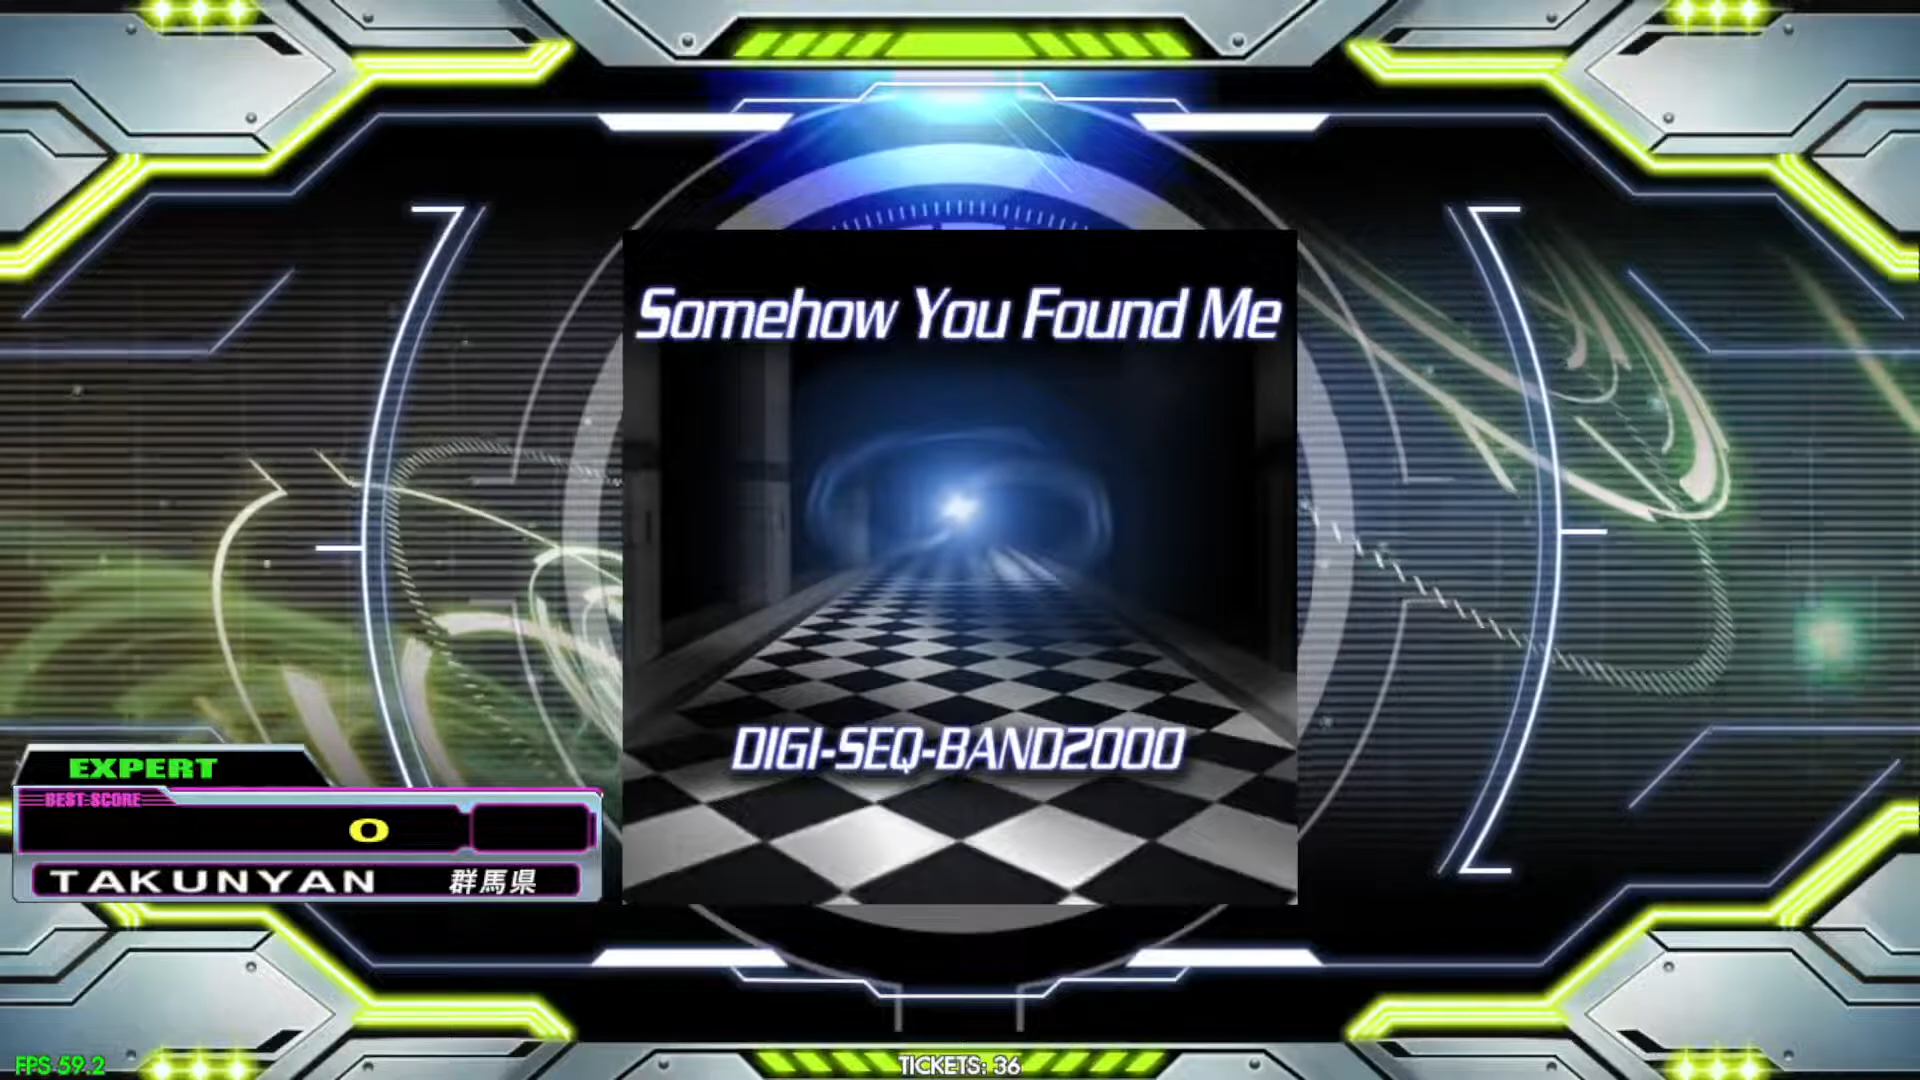 Somehow You Found Me
DIGI-SEQ-BAND2000
EXPERT
BEST SCORE
0
TAKUNYAN 群馬県
FPS 59.2
TICKETS: 36